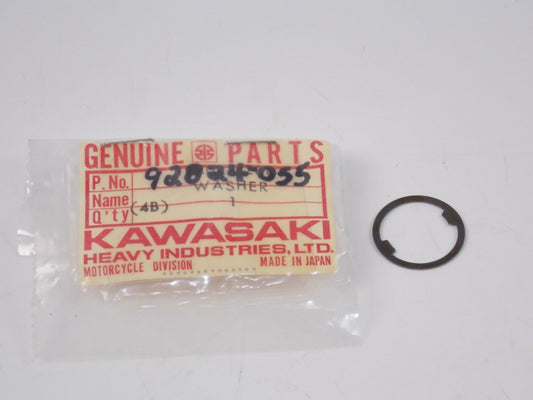 GENUINE PARTS
P. No. 92024-055
Name WASHER
Q'ty (4B) 1
KAWASAKI
HEAVY INDUSTRIES, LTD.
MOTORCYCLE DIVISION MADE IN JAPAN